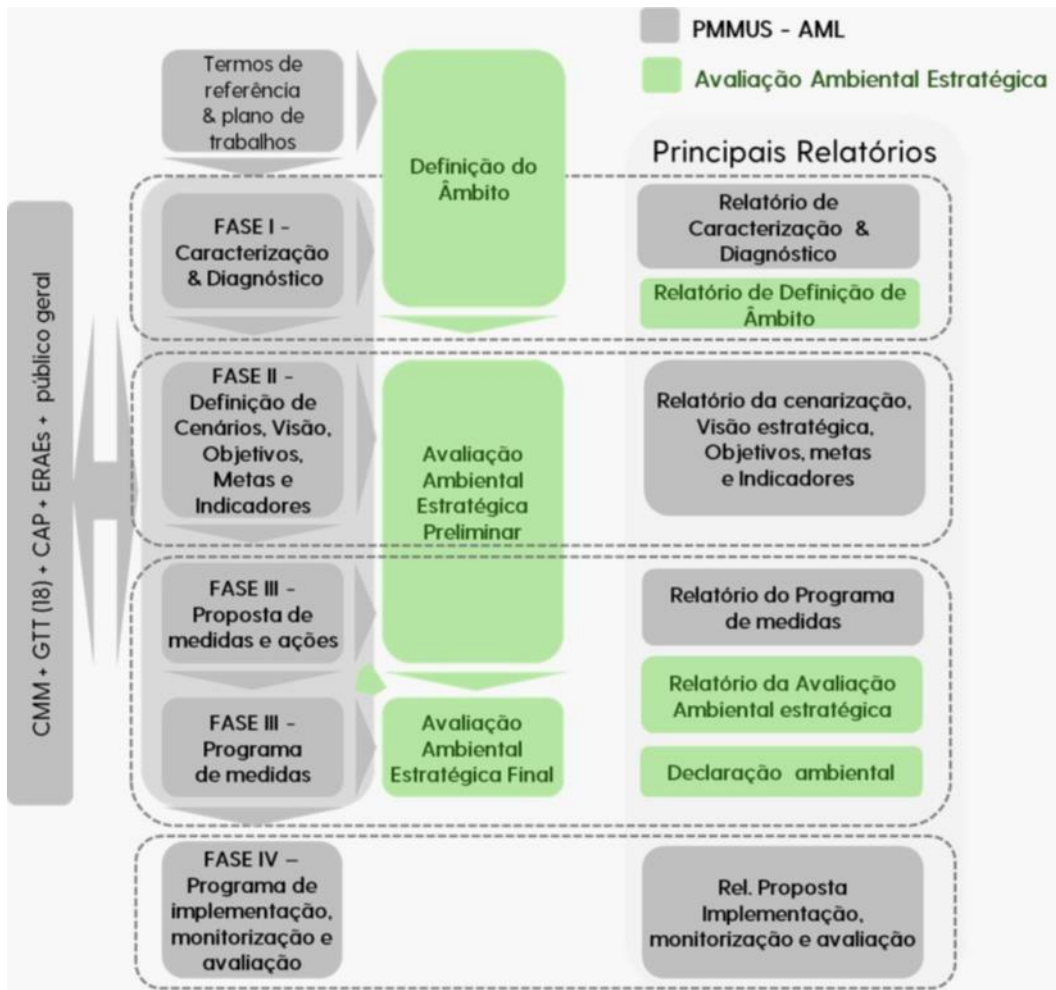 PMMUS - AML
Avaliação Ambiental Estratégica
Termos de
referência
& plano de
trabalhos
Definição do
Âmbito
Principais Relatórios
CMM + GTT (18) + CAP + ERAEs + público geral
FASE I -
Caracterização
& Diagnóstico
Relatório de
Caracterização &
Diagnóstico
Relatório de Definição de
Âmbito
FASE II -
Definição de
Cenários, Visão,
Objetivos,
Metas e
Indicadores
Avaliação
Ambiental
Estratégica
Preliminar
Relatório da cenarização,
Visão estratégica,
Objetivos, metas
e Indicadores
FASE III -
Proposta de
medidas e ações
Relatório do Programa
de medidas
Relatório da Avaliação
Ambiental estratégica
FASE III -
Programa
de medidas
Avaliação
Ambiental
Estratégica Final
Declaração ambiental
FASE IV –
Programa de
implementação,
monitorização e
avaliação
Rel. Proposta
Implementação,
monitorização e avaliação